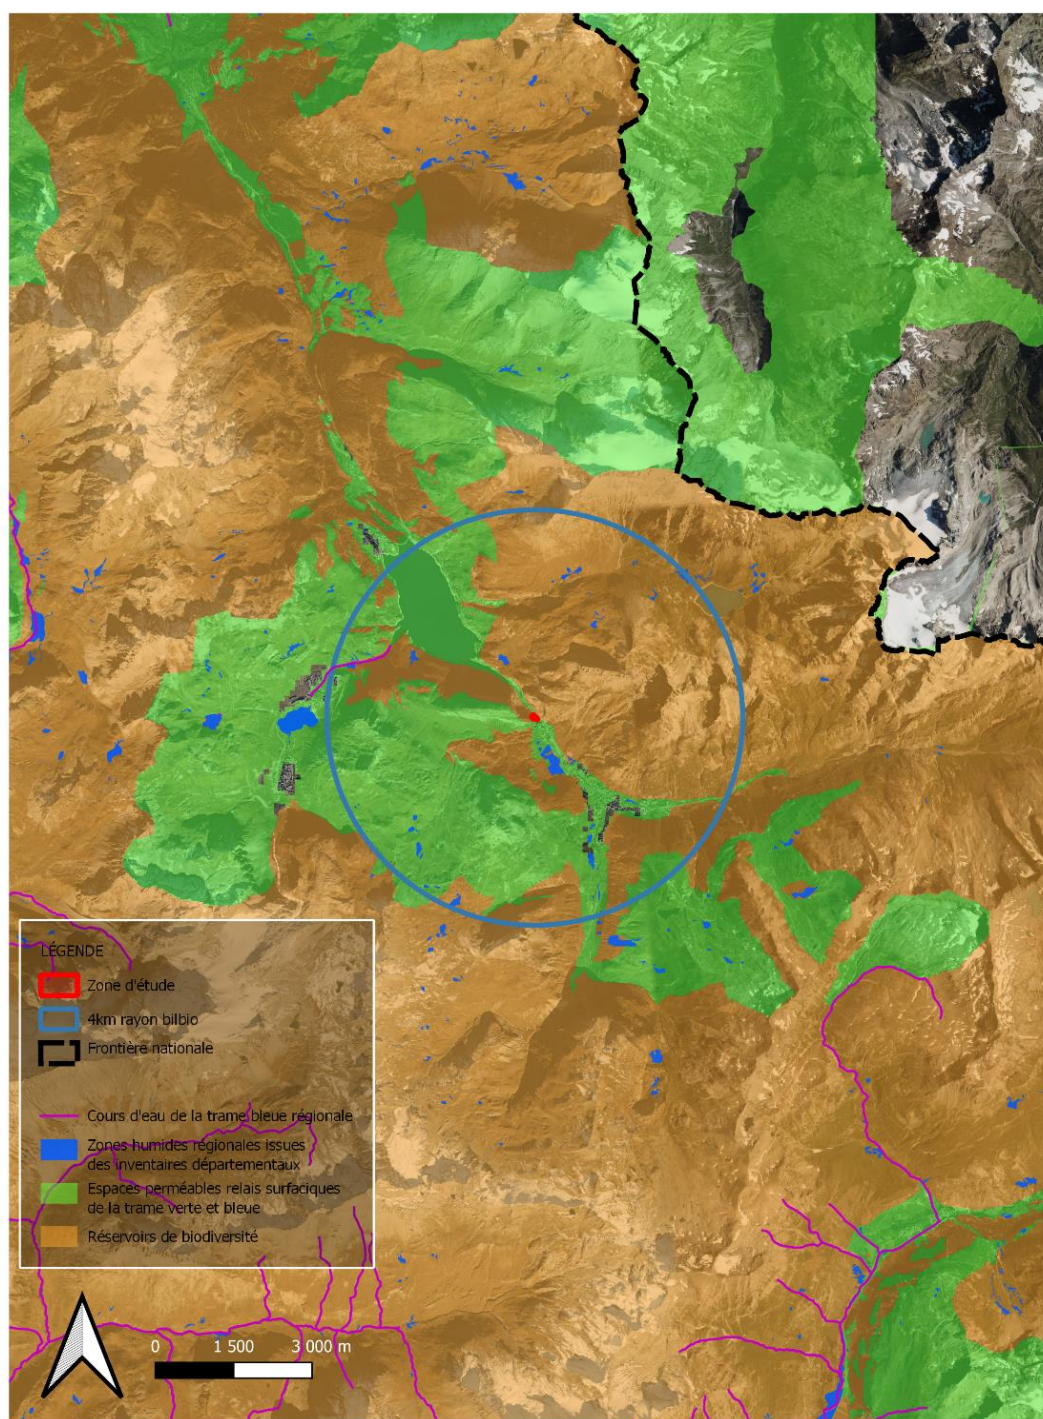 LÉGENDE
Zone d'étude
4km rayon bilbio
Frontière nationale
Cours d'eau de la trame bleue régionale
Zones humides régionales issues
des inventaires départementaux
Espaces perméables relais surfaciques
de la trame verte et bleue
Réservoirs de biodiversité
0 1 500 3 000 m